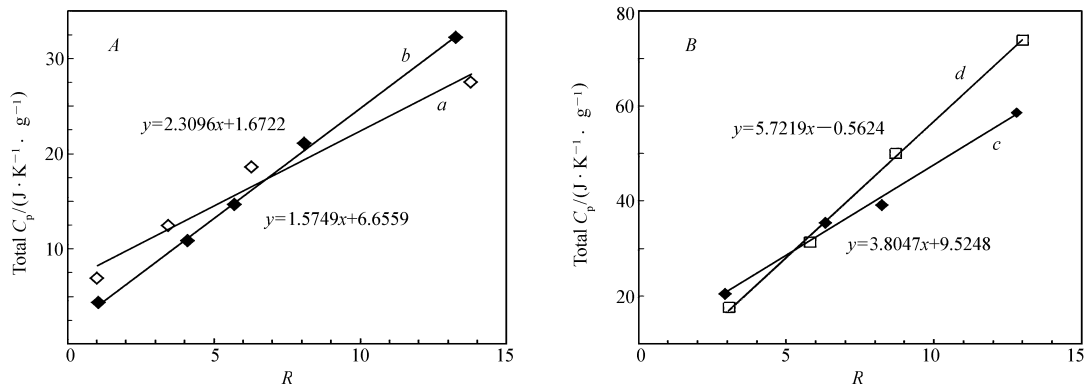 A
30
20
10
0
5
10
15
R
Total Cp/(J · K⁻¹ · g⁻¹)
b
a
y=2.3096x+1.6722
y=1.5749x+6.6559
B
80
60
40
20
0
5
10
15
R
Total Cp/(J · K⁻¹ · g⁻¹)
d
c
y=5.7219x−0.5624
y=3.8047x+9.5248